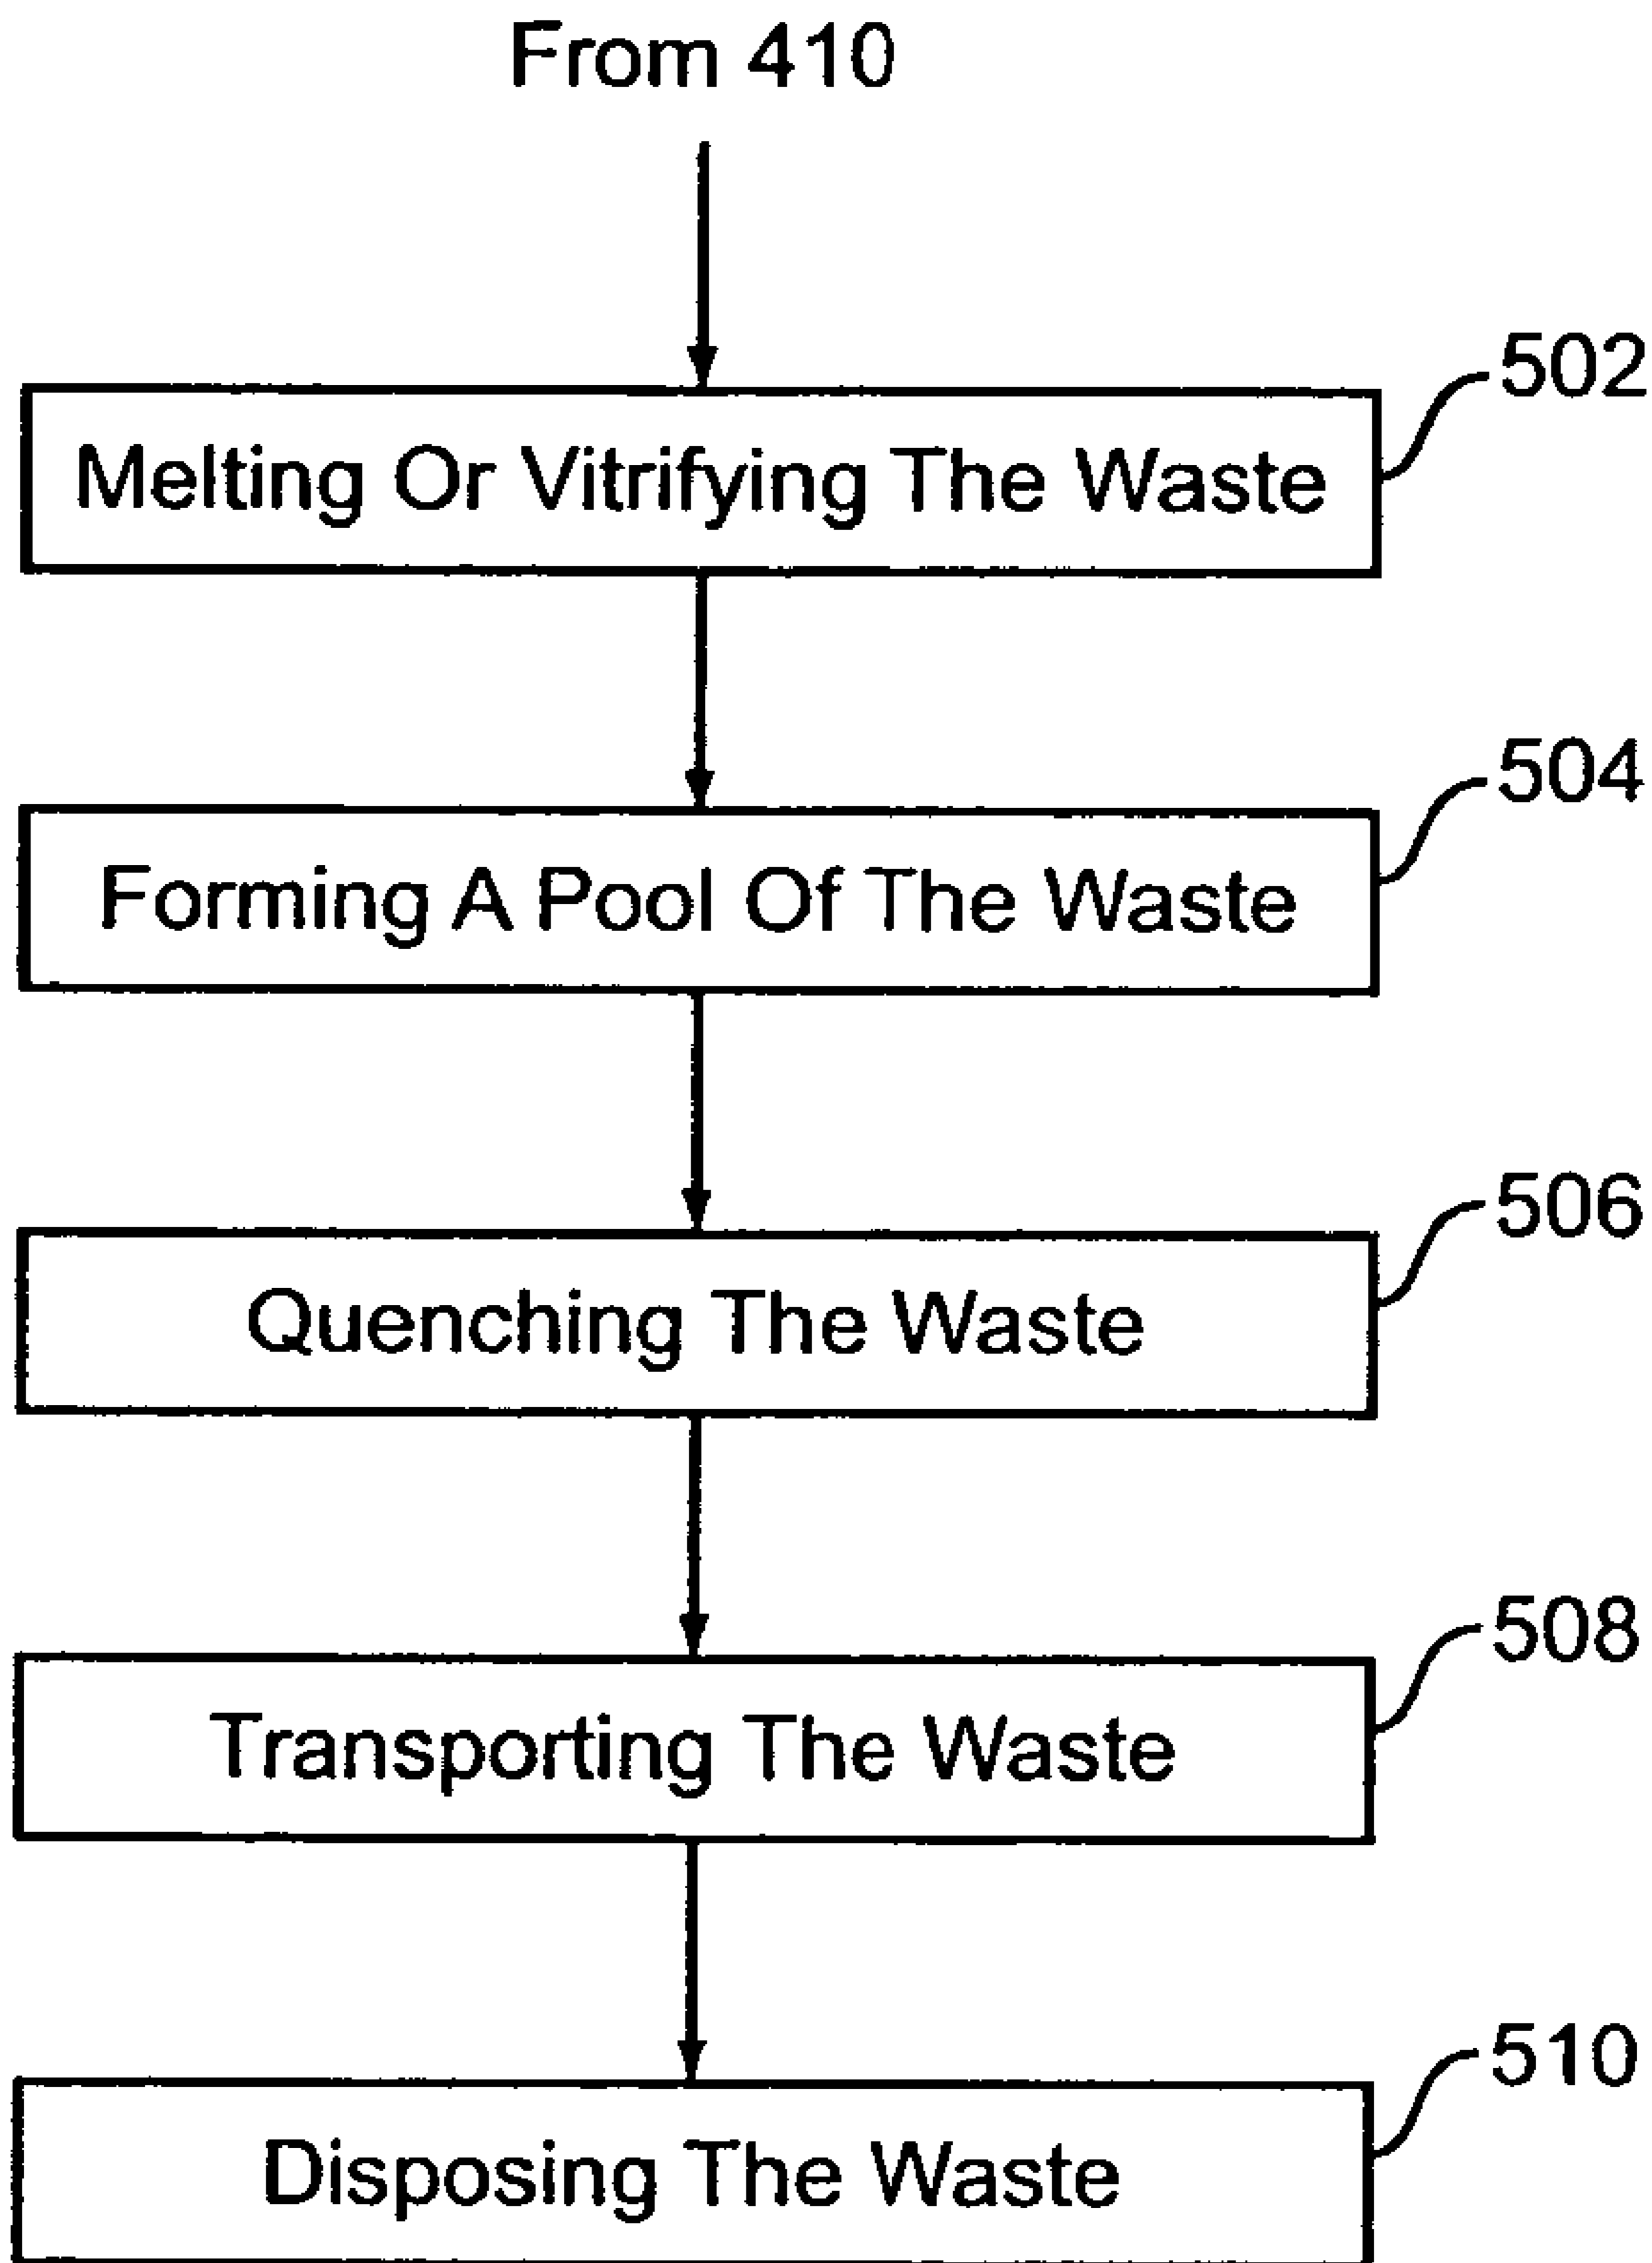 From 410
502
Melting Or Vitrifying The Waste
504
Forming A Pool Of The Waste
506
Quenching The Waste
508
Transporting The Waste
510
Disposing The Waste